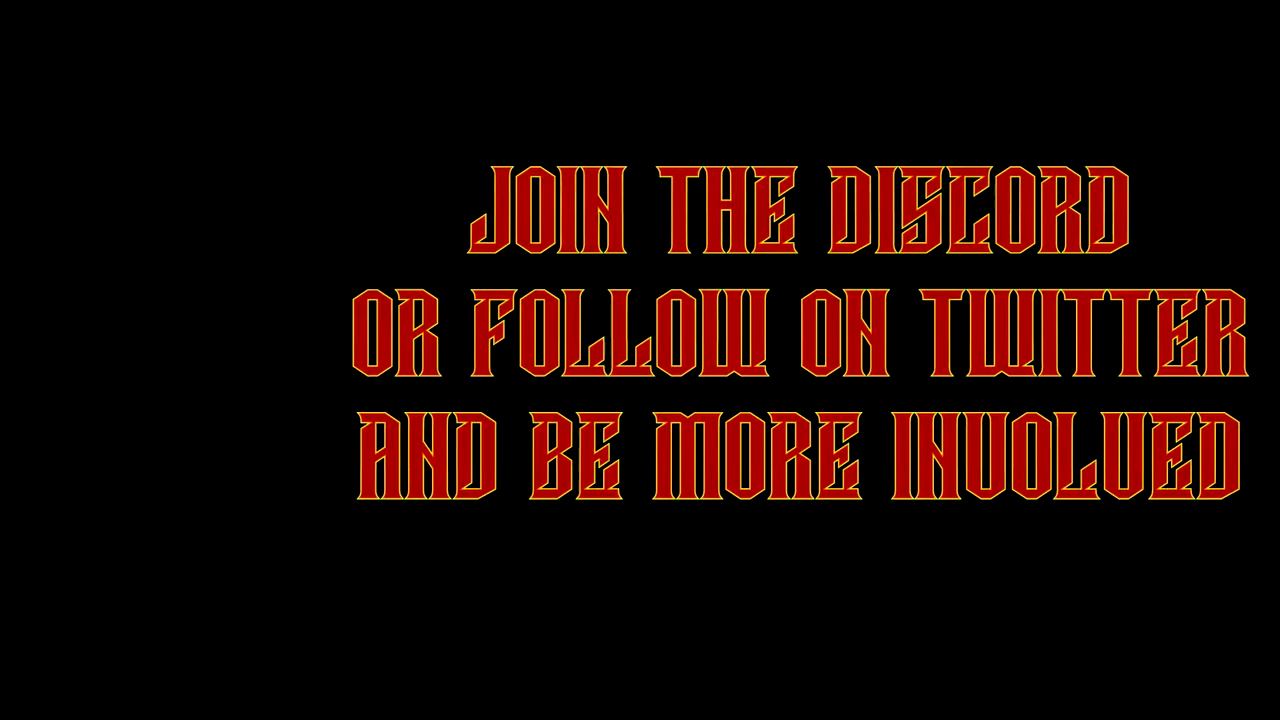 JOIN THE DISCORD
OR FOLLOW ON TWITTER
AND BE MORE INVOLVED